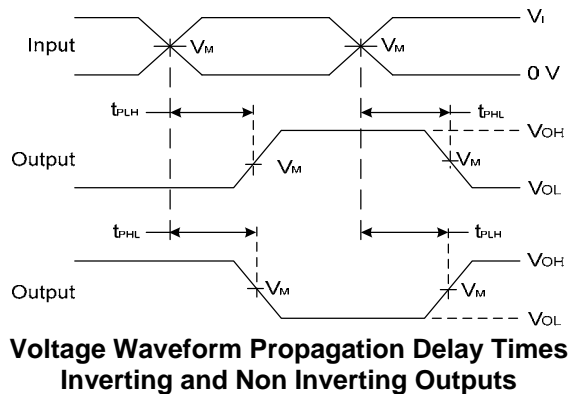 VI
Input VM VM
0 V
tPLH tPHL
VOH
Output VM VM
VOL
tPHL tPLH
VOH
Output VM VM
VOL
Voltage Waveform Propagation Delay Times
Inverting and Non Inverting Outputs